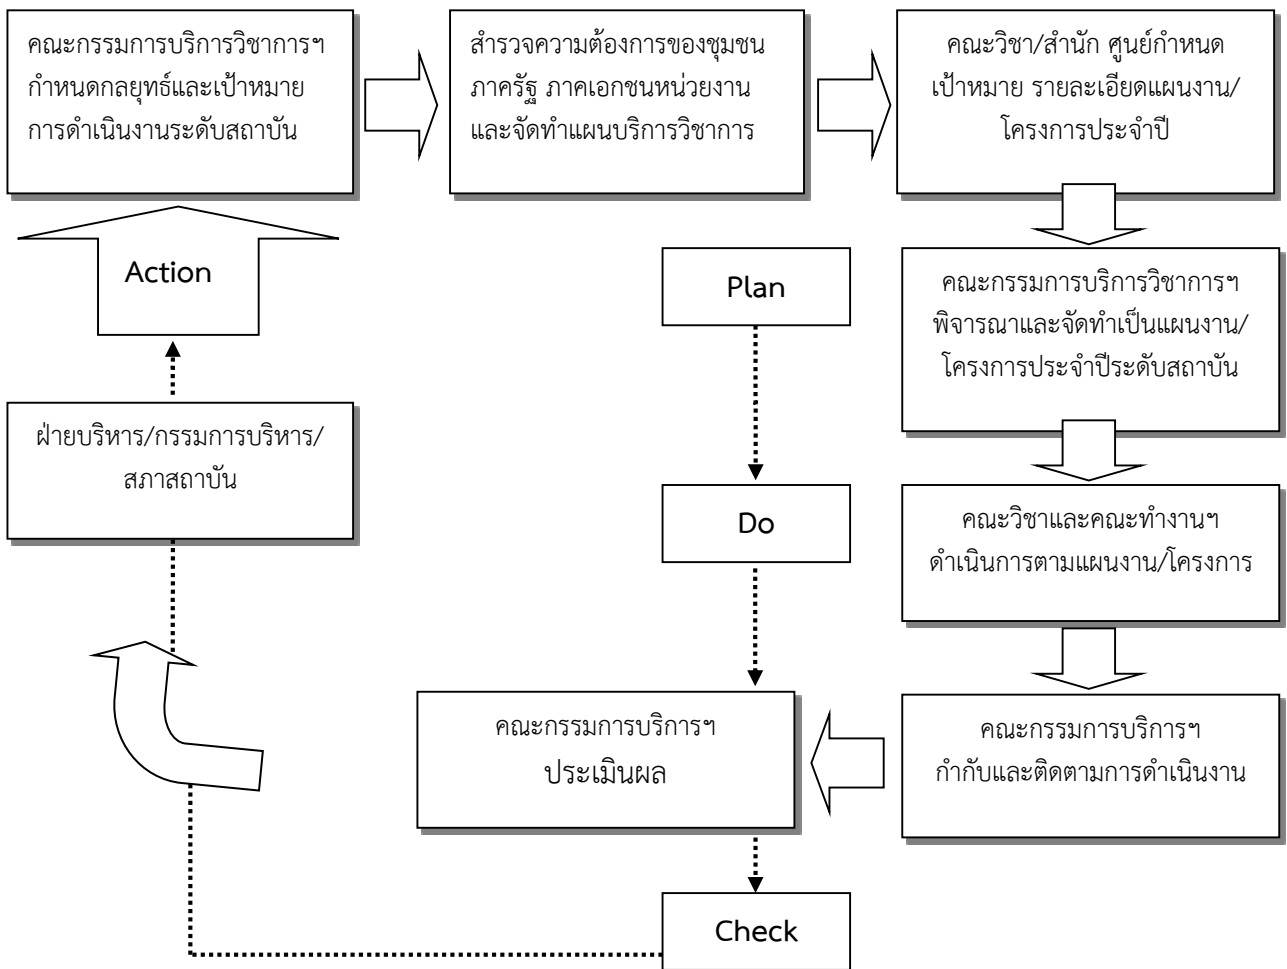 คณะกรรมการบริการวิชาการฯ
กำหนดกลยุทธ์และเป้าหมาย
การดำเนินงานระดับสถาบัน
สำรวจความต้องการของชุมชน
ภาครัฐ ภาคเอกชนหน่วยงาน
และจัดทำแผนบริการวิชาการ
คณะวิชา/สำนัก ศูนย์กำหนด
เป้าหมาย รายละเอียดแผนงาน/
โครงการประจำปี
Action
Plan
คณะกรรมการบริการวิชาการฯ
พิจารณาและจัดทำเป็นแผนงาน/
โครงการประจำปีระดับสถาบัน
ฝ่ายบริหาร/กรรมการบริหาร/
สภาสถาบัน
Do
คณะวิชาและคณะทำงานฯ
ดำเนินการตามแผนงาน/โครงการ
คณะกรรมการบริการฯ
ประเมินผล
คณะกรรมการบริการฯ
กำกับและติดตามการดำเนินงาน
Check